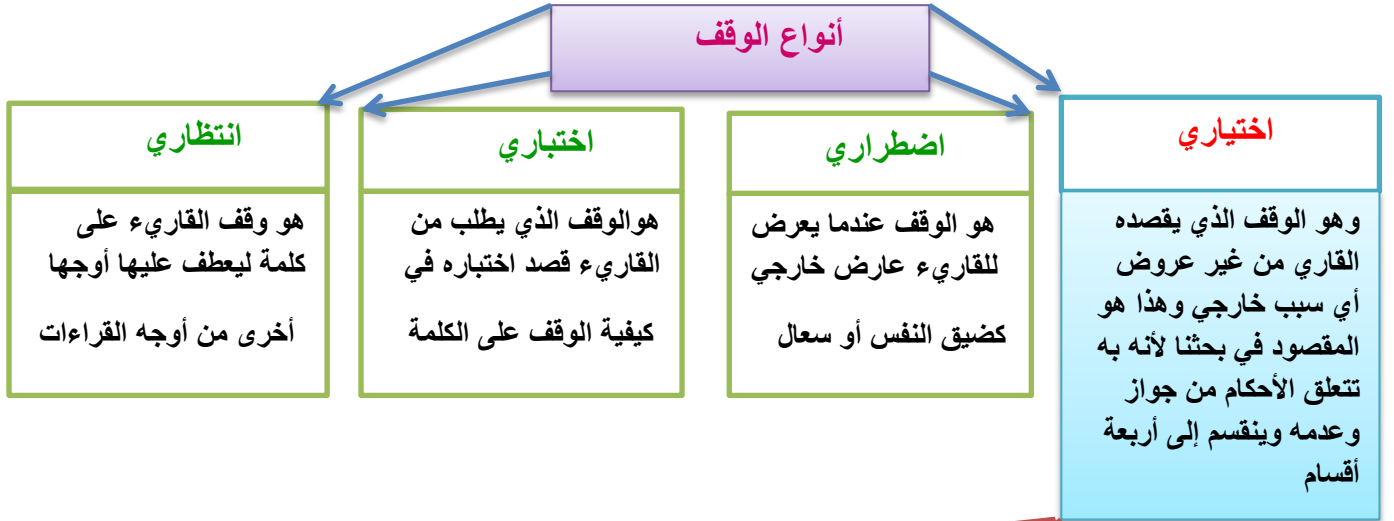 أنواع الوقف
اختياري
وهو الوقف الذي يقصده
القاري من غير عروض
أي سبب خارجي وهذا هو
المقصود في بحثنا لأنه به
تتعلق الأحكام من جواز
وعدمه وينقسم إلى أربعة
أقسام
اضطراري
هو الوقف عندما يعرض
للقاريء عارض خارجي
كضيق النفس أو سعال
اختباري
هوالوقف الذي يطلب من
القاريء قصد اختباره في
كيفية الوقف على الكلمة
انتظاري
هو وقف القاريء على
كلمة ليعطف عليها أوجها
أخرى من أوجه القراءات